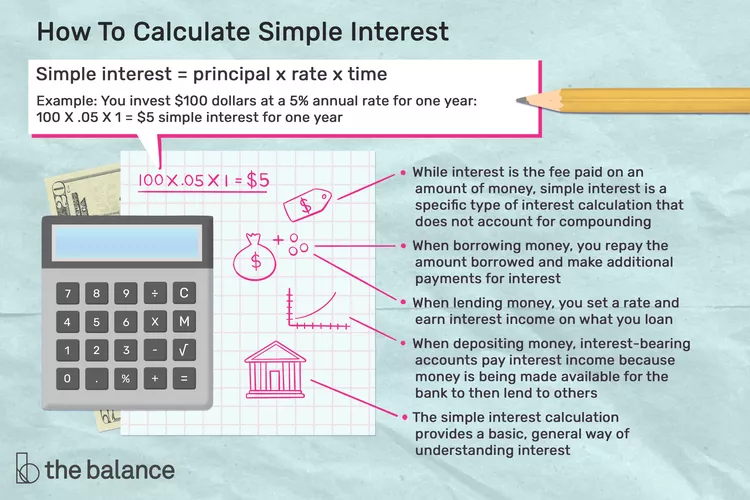 How To Calculate Simple Interest
Simple interest = principal x rate x time
Example: You invest $100 dollars at a 5% annual rate for one year:
100 X .05 X 1 = $5 simple interest for one year
100 X .05 X 1 = $5
$
$
+
7 8 9 ÷ C
4 5 6 X M
1 2 3 - √
0 . % + =
While interest is the fee paid on an
amount of money, simple interest is a
specific type of interest calculation that
does not account for compounding
When borrowing money, you repay the
amount borrowed and make additional
payments for interest
When lending money, you set a rate and
earn interest income on what you loan
When depositing money, interest-bearing
accounts pay interest income because
money is being made available for the
bank to then lend to others
The simple interest calculation
provides a basic, general way of
understanding interest
the balance